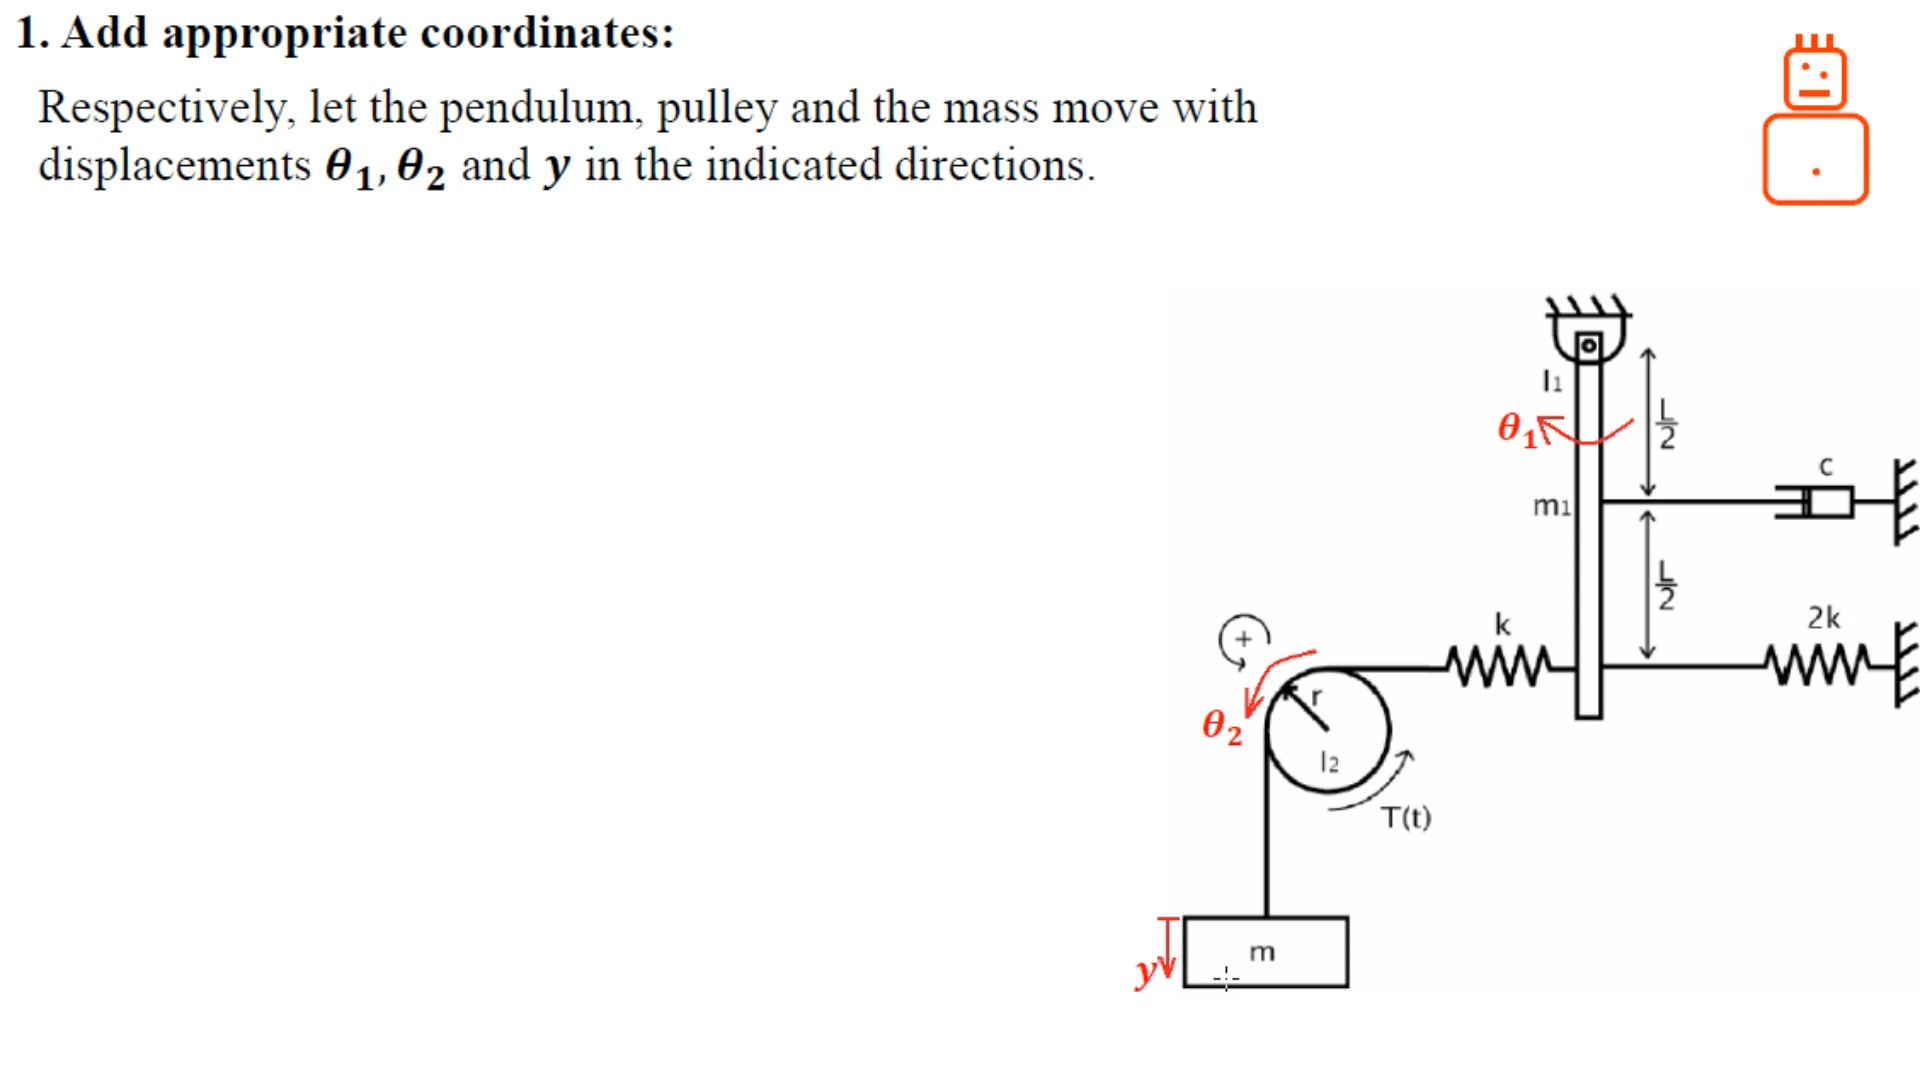 1. Add appropriate coordinates:
Respectively, let the pendulum, pulley and the mass move with
displacements θ₁, θ₂ and y in the indicated directions.
I₁
θ₁
L/2
c
m₁
L/2
k
2k
+
r
θ₂
I₂
T(t)
m
y